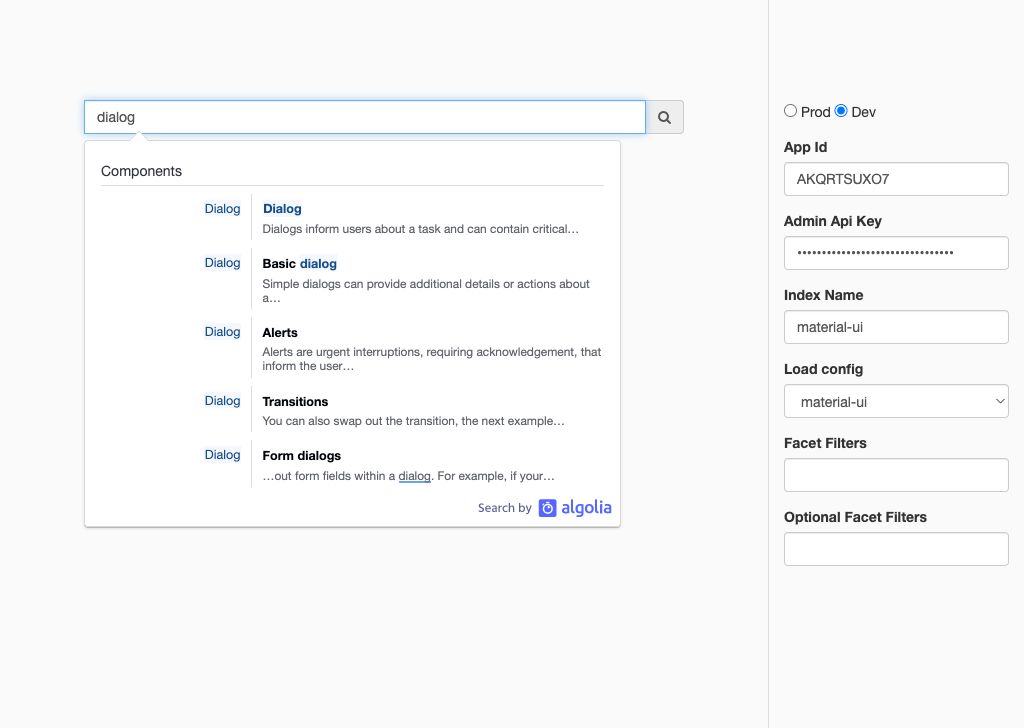 dialog
Components
Dialog
Dialog
Dialogs inform users about a task and can contain critical…
Dialog
Basic dialog
Simple dialogs can provide additional details or actions about
a…
Dialog
Alerts
Alerts are urgent interruptions, requiring acknowledgement, that
inform the user…
Dialog
Transitions
You can also swap out the transition, the next example…
Dialog
Form dialogs
…out form fields within a dialog. For example, if your…
Search by algolia
Prod Dev
App Id
AKQRTSUXO7
Admin Api Key
••••••••••••••••••••••••••••••••
Index Name
material-ui
Load config
material-ui
Facet Filters
Optional Facet Filters